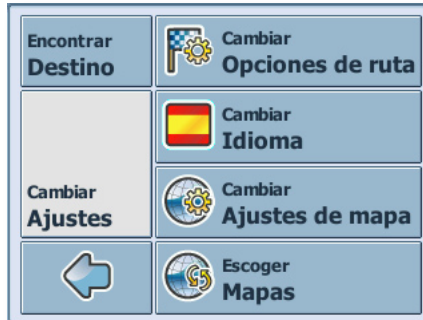 Encontrar
Destino
Cambiar
Ajustes
Cambiar
Opciones de ruta
Cambiar
Idioma
Cambiar
Ajustes de mapa
Escoger
Mapas